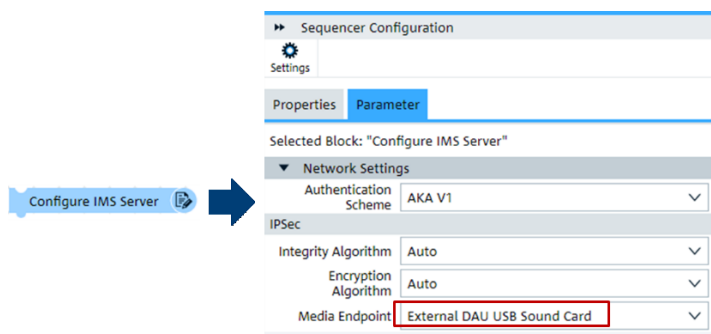 Sequencer Configuration
Settings
Properties Parameter
Selected Block: "Configure IMS Server"
Network Settings
Authentication
Scheme
AKA V1
IPSec
Integrity Algorithm Auto
Encryption
Algorithm
Auto
Media Endpoint External DAU USB Sound Card
Configure IMS Server